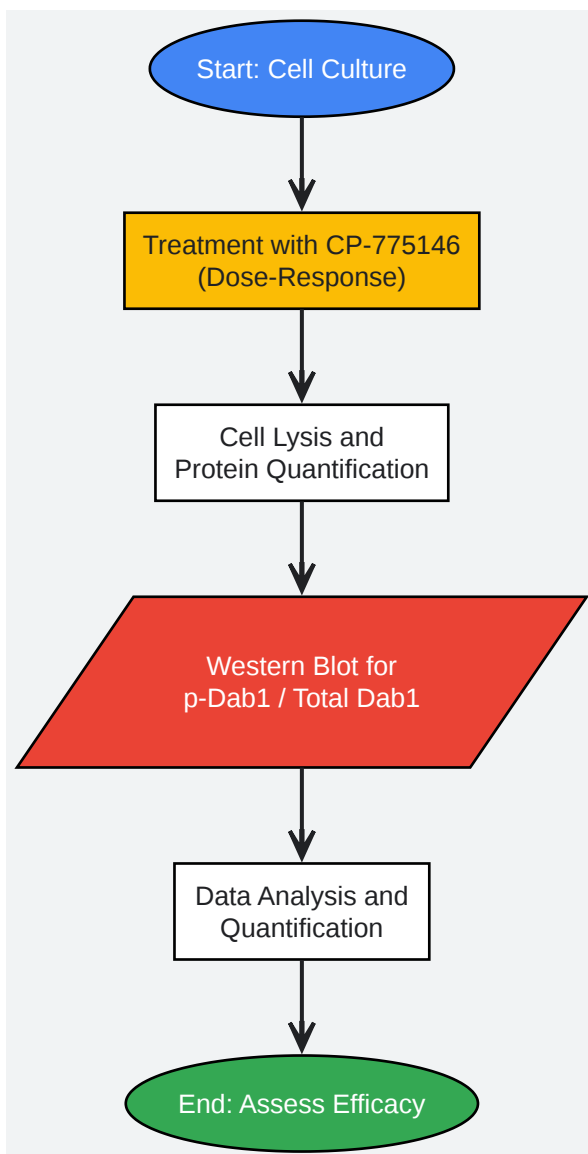 Start: Cell Culture
Treatment with CP-775146
(Dose-Response)
Cell Lysis and
Protein Quantification
Western Blot for
p-Dab1 / Total Dab1
Data Analysis and
Quantification
End: Assess Efficacy